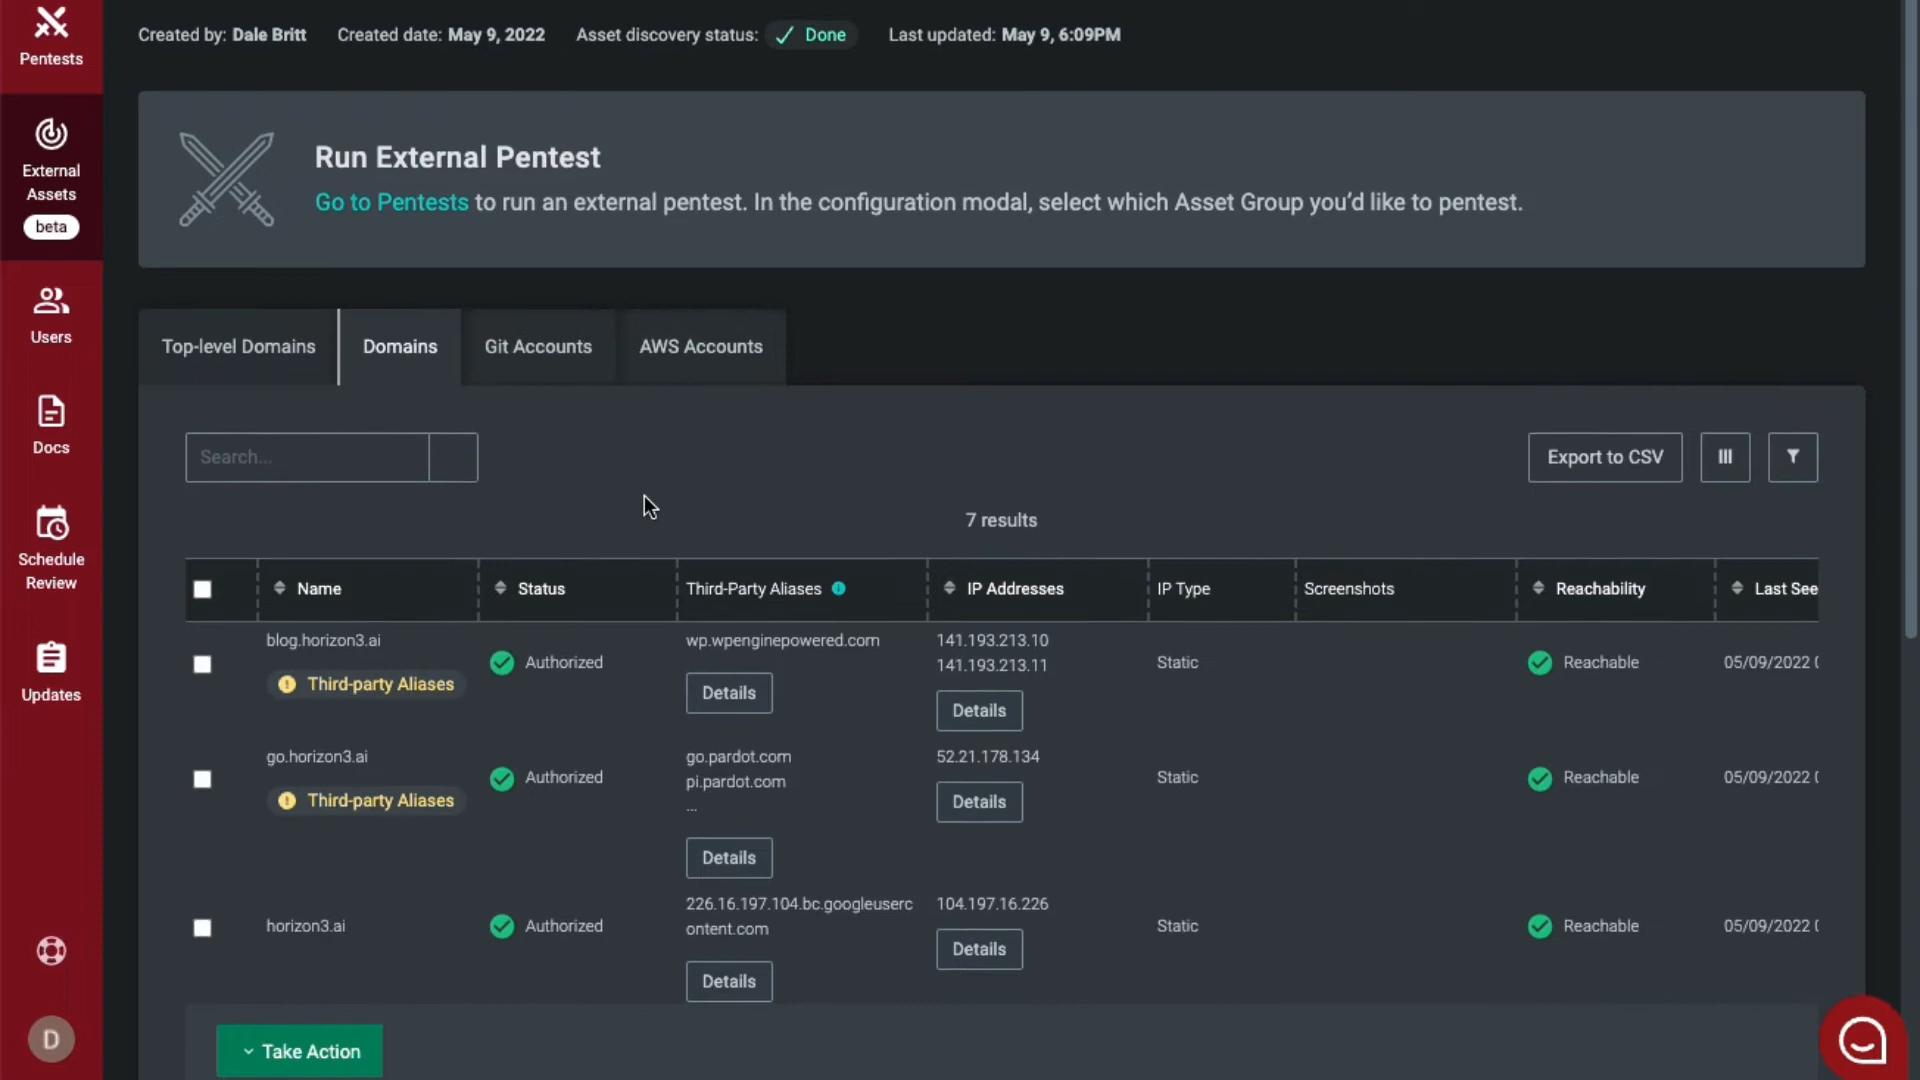 Pentests
External
Assets
beta
Users
Docs
Schedule
Review
Updates
D
Created by: Dale Britt Created date: May 9, 2022 Asset discovery status: Done Last updated: May 9, 6:09PM
Run External Pentest
Go to Pentests to run an external pentest. In the configuration modal, select which Asset Group you'd like to pentest.
Top-level Domains Domains Git Accounts AWS Accounts
Search... Export to CSV
7 results
Name Status Third-Party Aliases IP Addresses IP Type Screenshots Reachability Last See
blog.horizon3.ai
Third-party Aliases
Authorized
wp.wpenginepowered.com
Details
141.193.213.10
141.193.213.11
Details
Static
Reachable
05/09/2022
go.horizon3.ai
Third-party Aliases
Authorized
go.pardot.com
pi.pardot.com
...
Details
52.21.178.134
Details
Static
Reachable
05/09/2022
horizon3.ai
Authorized
226.16.197.104.bc.googleuserc
ontent.com
Details
104.197.16.226
Details
Static
Reachable
05/09/2022
Take Action